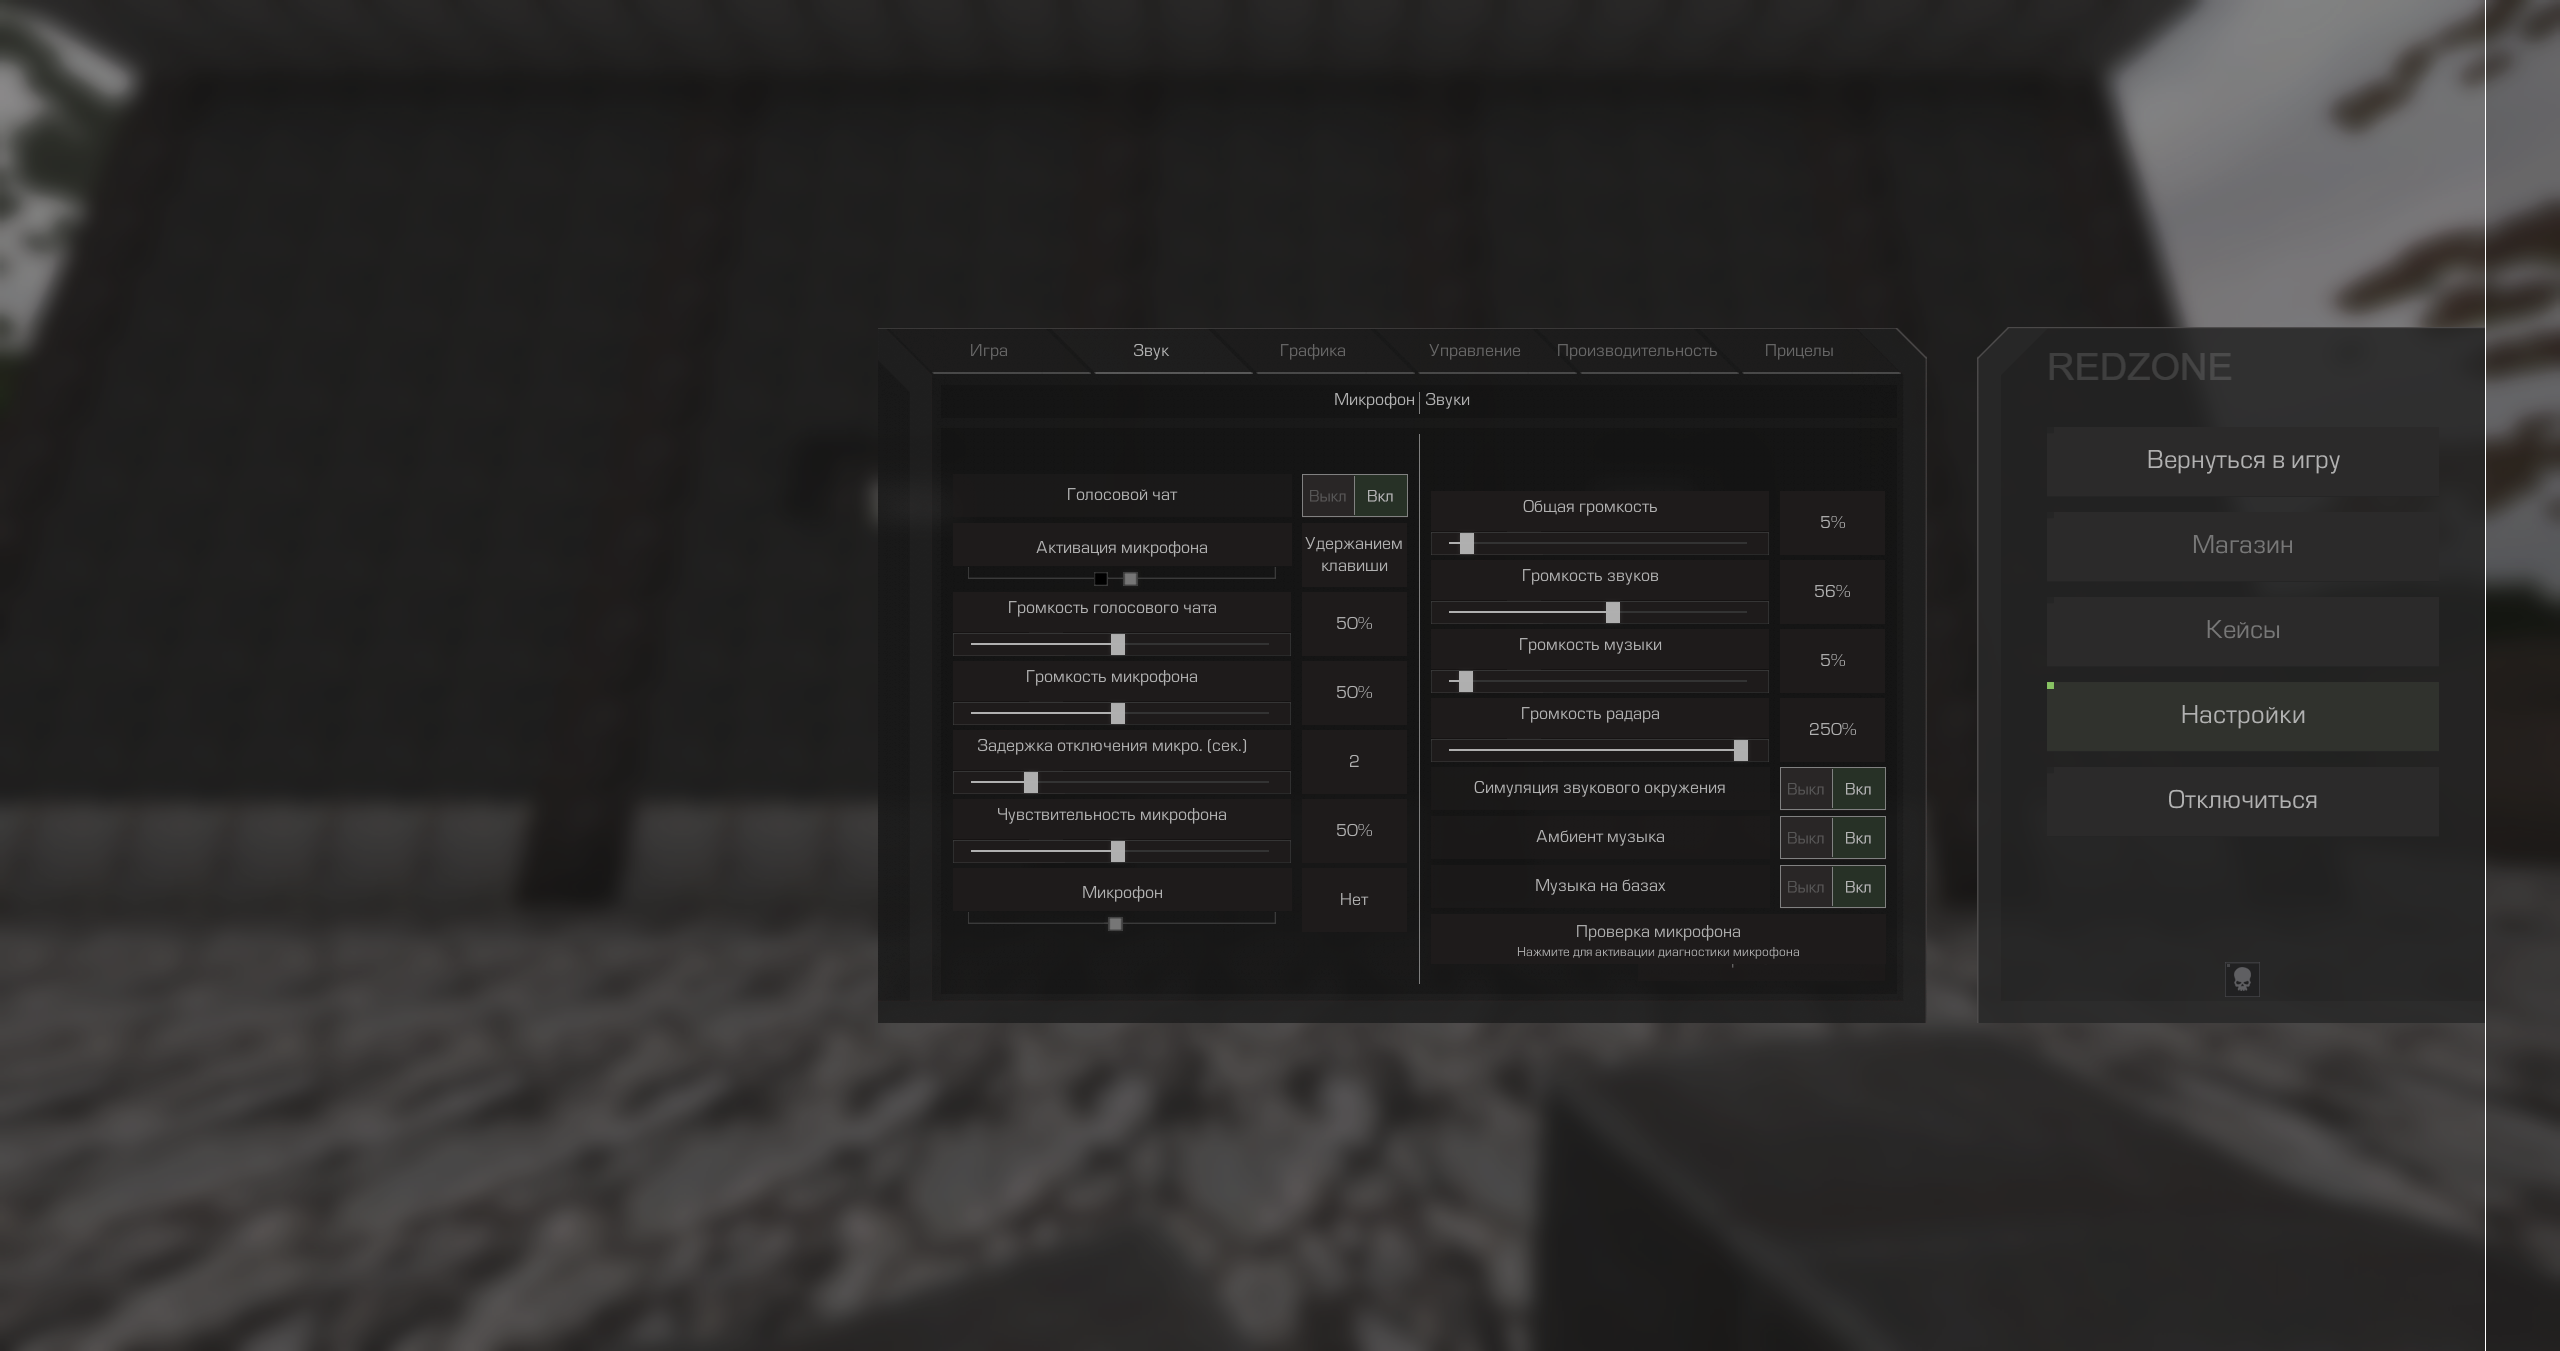 Игра Звук Графика Управление Производительность Прицелы
Микрофон Звуки
Голосовой чат Выкл Вкл
Активация микрофона Удержанием
клавиши
Громкость голосового чата 50%
Громкость микрофона 50%
Задержка отключения микро. (сек.) 2
Чувствительность микрофона 50%
Микрофон Нет
Общая громкость 5%
Громкость звуков 56%
Громкость музыки 5%
Громкость радара 250%
Симуляция звукового окружения Выкл Вкл
Амбиент музыка Выкл Вкл
Музыка на базах Выкл Вкл
Проверка микрофона
Нажмите для активации диагностики микрофона
REDZONE
Вернуться в игру
Магазин
Кейсы
Настройки
Отключиться